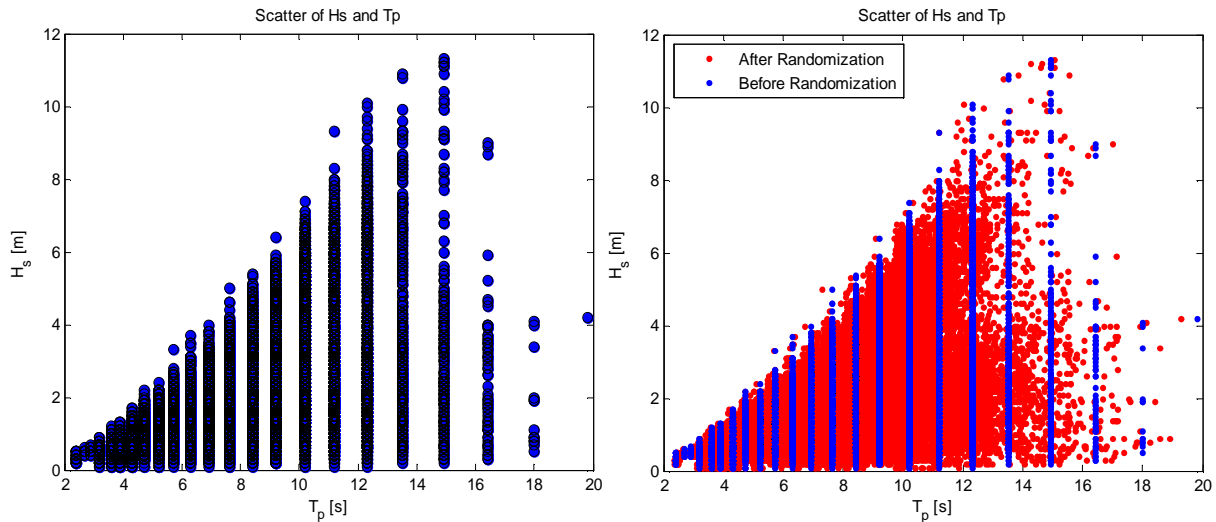 Scatter of Hs and Tp
12
10
8
6
4
2
0
H_s [m]
2 4 6 8 10 12 14 16 18 20
T_p [s]
Scatter of Hs and Tp
After Randomization
Before Randomization
12
10
8
6
4
2
0
H_s [m]
2 4 6 8 10 12 14 16 18 20
T_p [s]